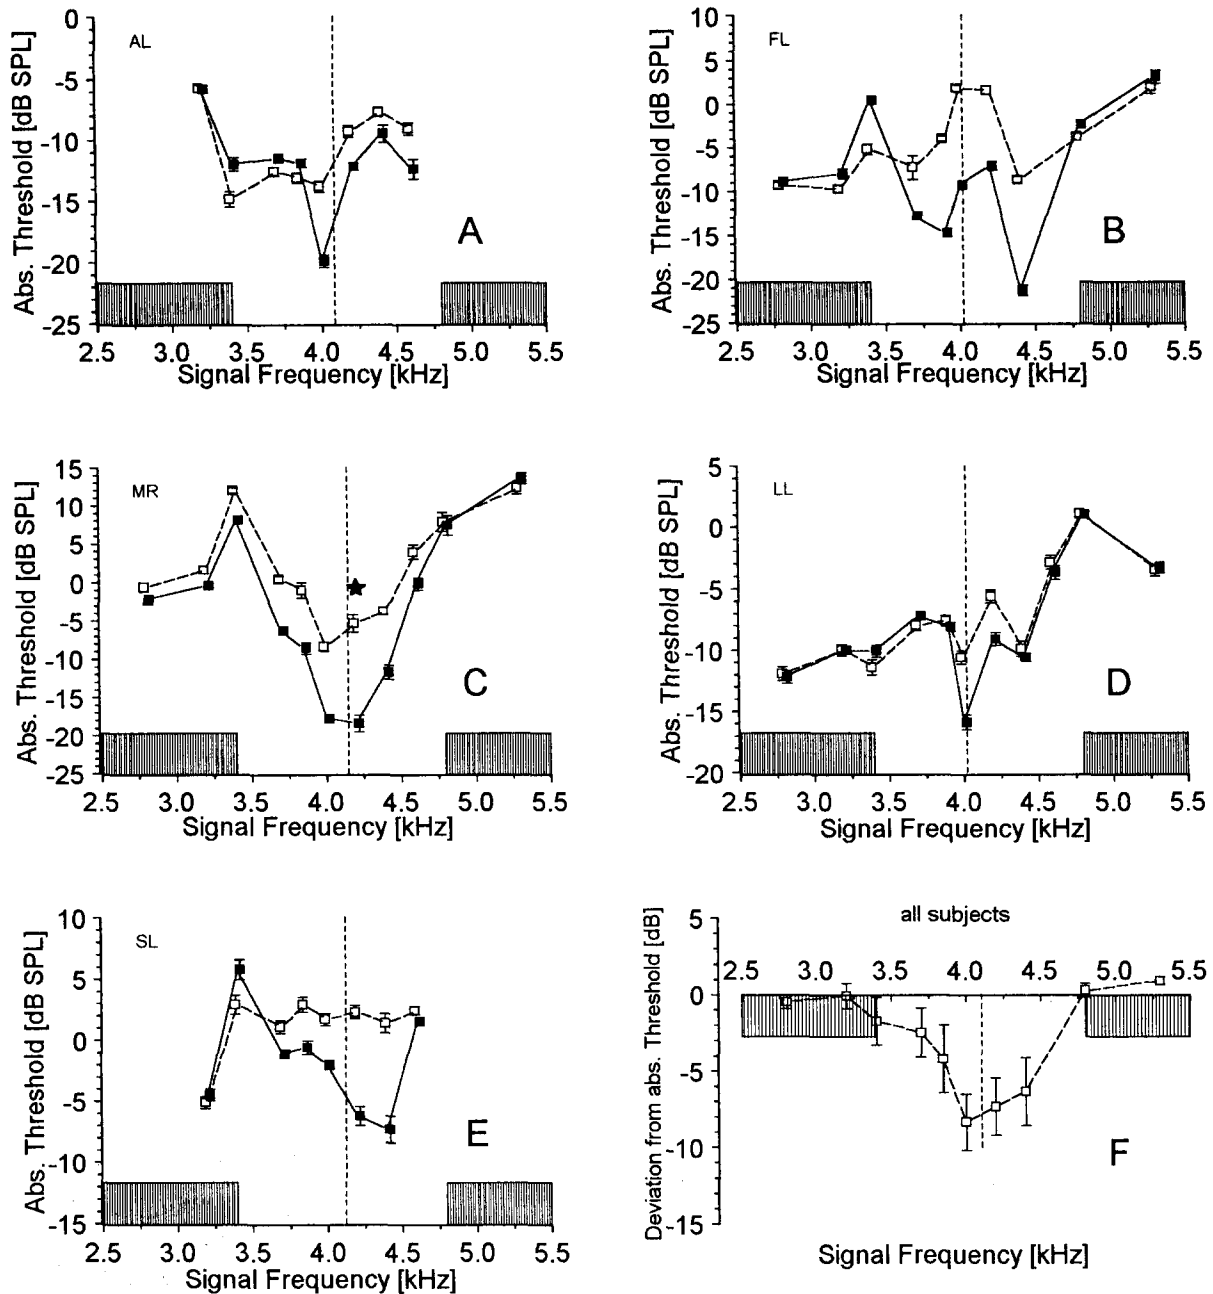 AL
Abs. Threshold [dB SPL]
0
-5
-10
-15
-20
-25
A
2.5 3.0 3.5 4.0 4.5 5.0 5.5
Signal Frequency [kHz]
FL
Abs. Threshold [dB SPL]
10
5
0
-5
-10
-15
-20
-25
B
2.5 3.0 3.5 4.0 4.5 5.0 5.5
Signal Frequency [kHz]
MR
Abs. Threshold [dB SPL]
15
10
5
0
-5
-10
-15
-20
-25
C
2.5 3.0 3.5 4.0 4.5 5.0 5.5
Signal Frequency [kHz]
LL
Abs. Threshold [dB SPL]
5
0
-5
-10
-15
-20
D
2.5 3.0 3.5 4.0 4.5 5.0 5.5
Signal Frequency [kHz]
SL
Abs. Threshold [dB SPL]
10
5
0
-5
-10
-15
E
2.5 3.0 3.5 4.0 4.5 5.0 5.5
Signal Frequency [kHz]
all subjects
Deviation from abs. Threshold [dB]
5
2.5 3.0 3.5 4.0 4.5 5.0 5.5
0
-5
-10
-15
F
Signal Frequency [kHz]